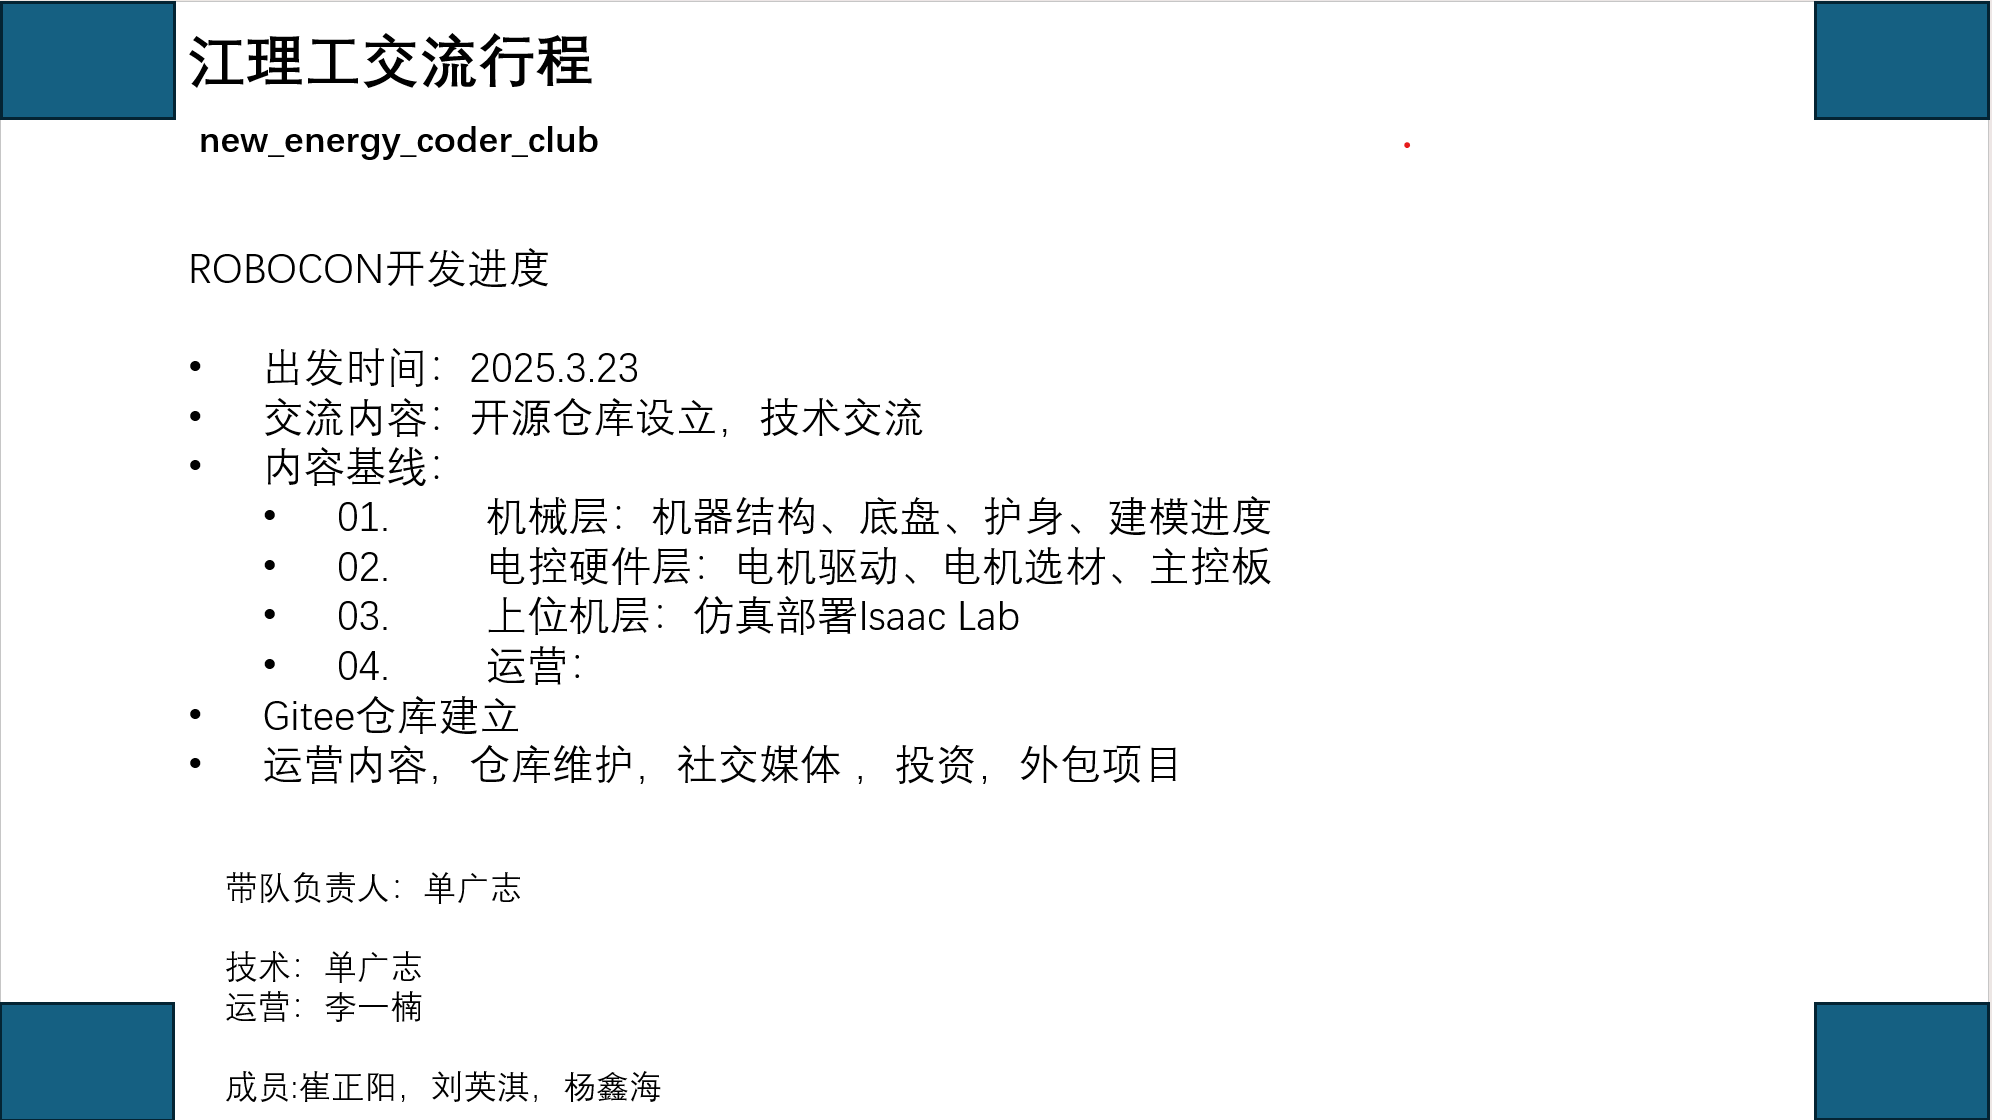 江理工交流行程
new_energy_coder_club
ROBOCON开发进度
• 出发时间：2025.3.23
• 交流内容：开源仓库设立，技术交流
• 内容基线：
• 01. 机械层：机器结构、底盘、护身、建模进度
• 02. 电控硬件层：电机驱动、电机选材、主控板
• 03. 上位机层：仿真部署Isaac Lab
• 04. 运营：
• Gitee仓库建立
• 运营内容，仓库维护，社交媒体 ，投资，外包项目
带队负责人：单广志
技术：单广志
运营：李一楠
成员:崔正阳，刘英淇，杨鑫海